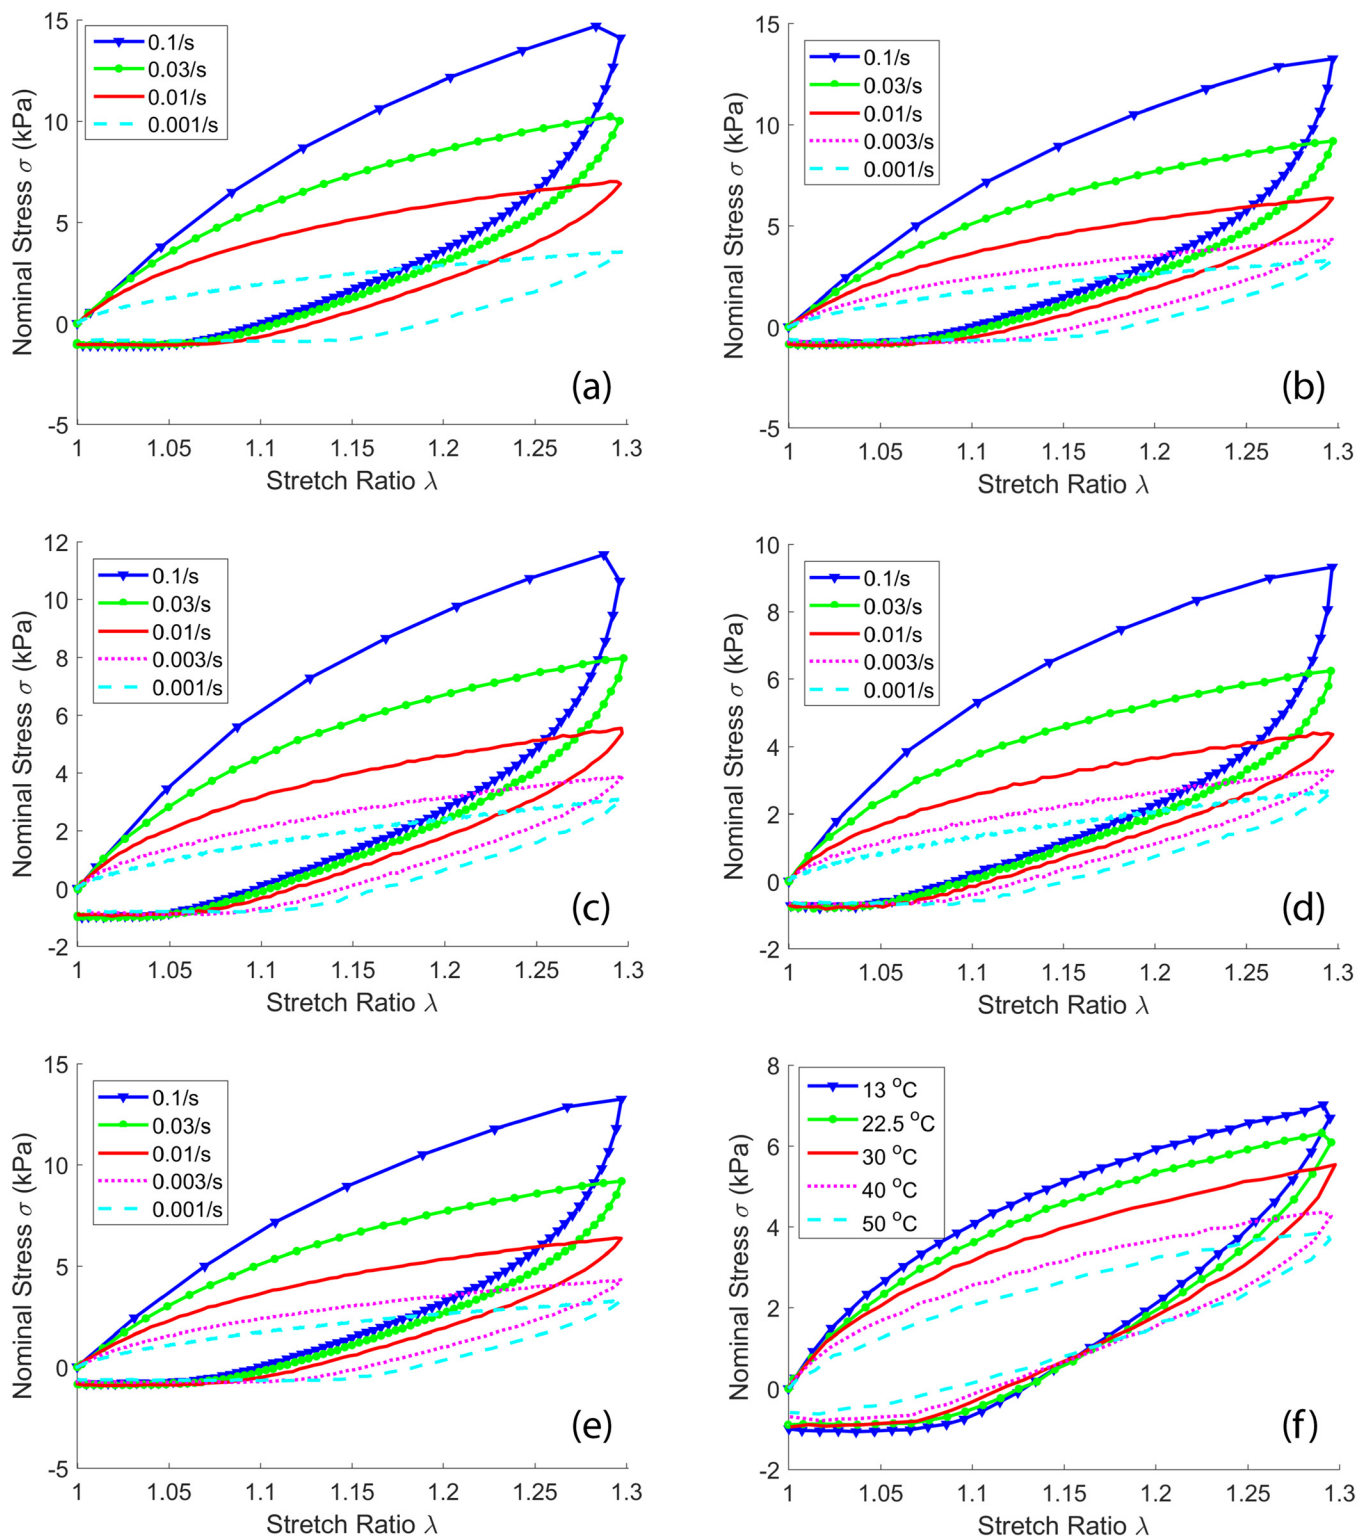 15
10
5
0
-5
Nominal Stress σ (kPa)
0.1/s
0.03/s
0.01/s
0.001/s
(a)
1 1.05 1.1 1.15 1.2 1.25 1.3
Stretch Ratio λ
15
10
5
0
-5
Nominal Stress σ (kPa)
0.1/s
0.03/s
0.01/s
0.003/s
0.001/s
(b)
1 1.05 1.1 1.15 1.2 1.25 1.3
Stretch Ratio λ
12
10
8
6
4
2
0
-2
Nominal Stress σ (kPa)
0.1/s
0.03/s
0.01/s
0.003/s
0.001/s
(c)
1 1.05 1.1 1.15 1.2 1.25 1.3
Stretch Ratio λ
10
8
6
4
2
0
-2
Nominal Stress σ (kPa)
0.1/s
0.03/s
0.01/s
0.003/s
0.001/s
(d)
1 1.05 1.1 1.15 1.2 1.25 1.3
Stretch Ratio λ
15
10
5
0
-5
Nominal Stress σ (kPa)
0.1/s
0.03/s
0.01/s
0.003/s
0.001/s
(e)
1 1.05 1.1 1.15 1.2 1.25 1.3
Stretch Ratio λ
8
6
4
2
0
-2
Nominal Stress σ (kPa)
13 °C
22.5 °C
30 °C
40 °C
50 °C
(f)
1 1.05 1.1 1.15 1.2 1.25 1.3
Stretch Ratio λ